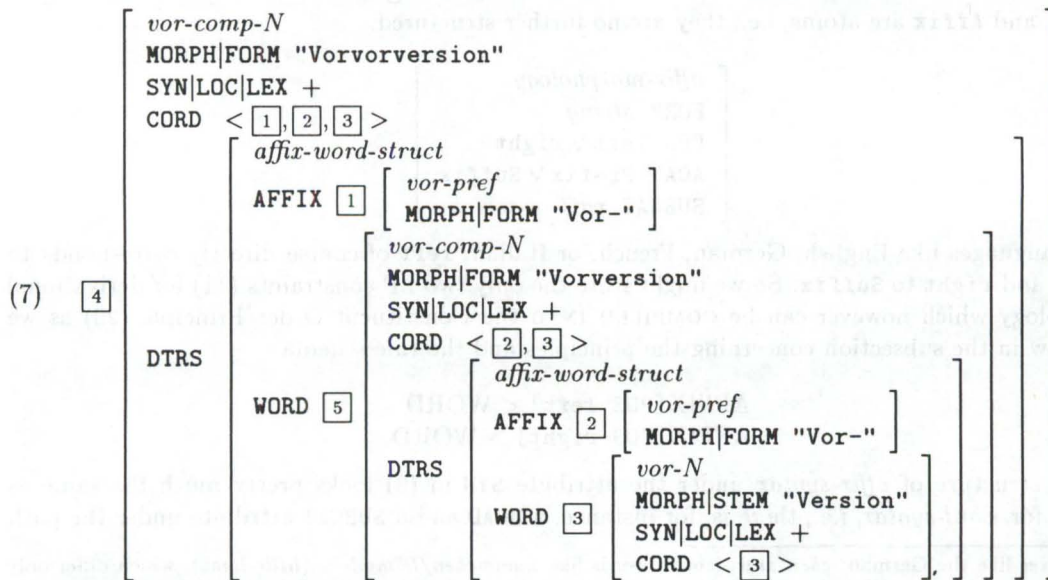 vor-comp-N
MORPH|FORM "Vorvorversion"
SYN|LOC|LEX +
CORD < 1 , 2 , 3 >
affix-word-struct
AFFIX 1 vor-pref
MORPH|FORM "Vor-"
vor-comp-N
MORPH|FORM "Vorversion"
SYN|LOC|LEX +
CORD < 2 , 3 >
affix-word-struct
(7) 4 DTRS WORD 5 DTRS AFFIX 2 vor-pref
MORPH|FORM "Vor-"
vor-N
WORD 3 MORPH|STEM "Version"
SYN|LOC|LEX +
CORD < 3 >